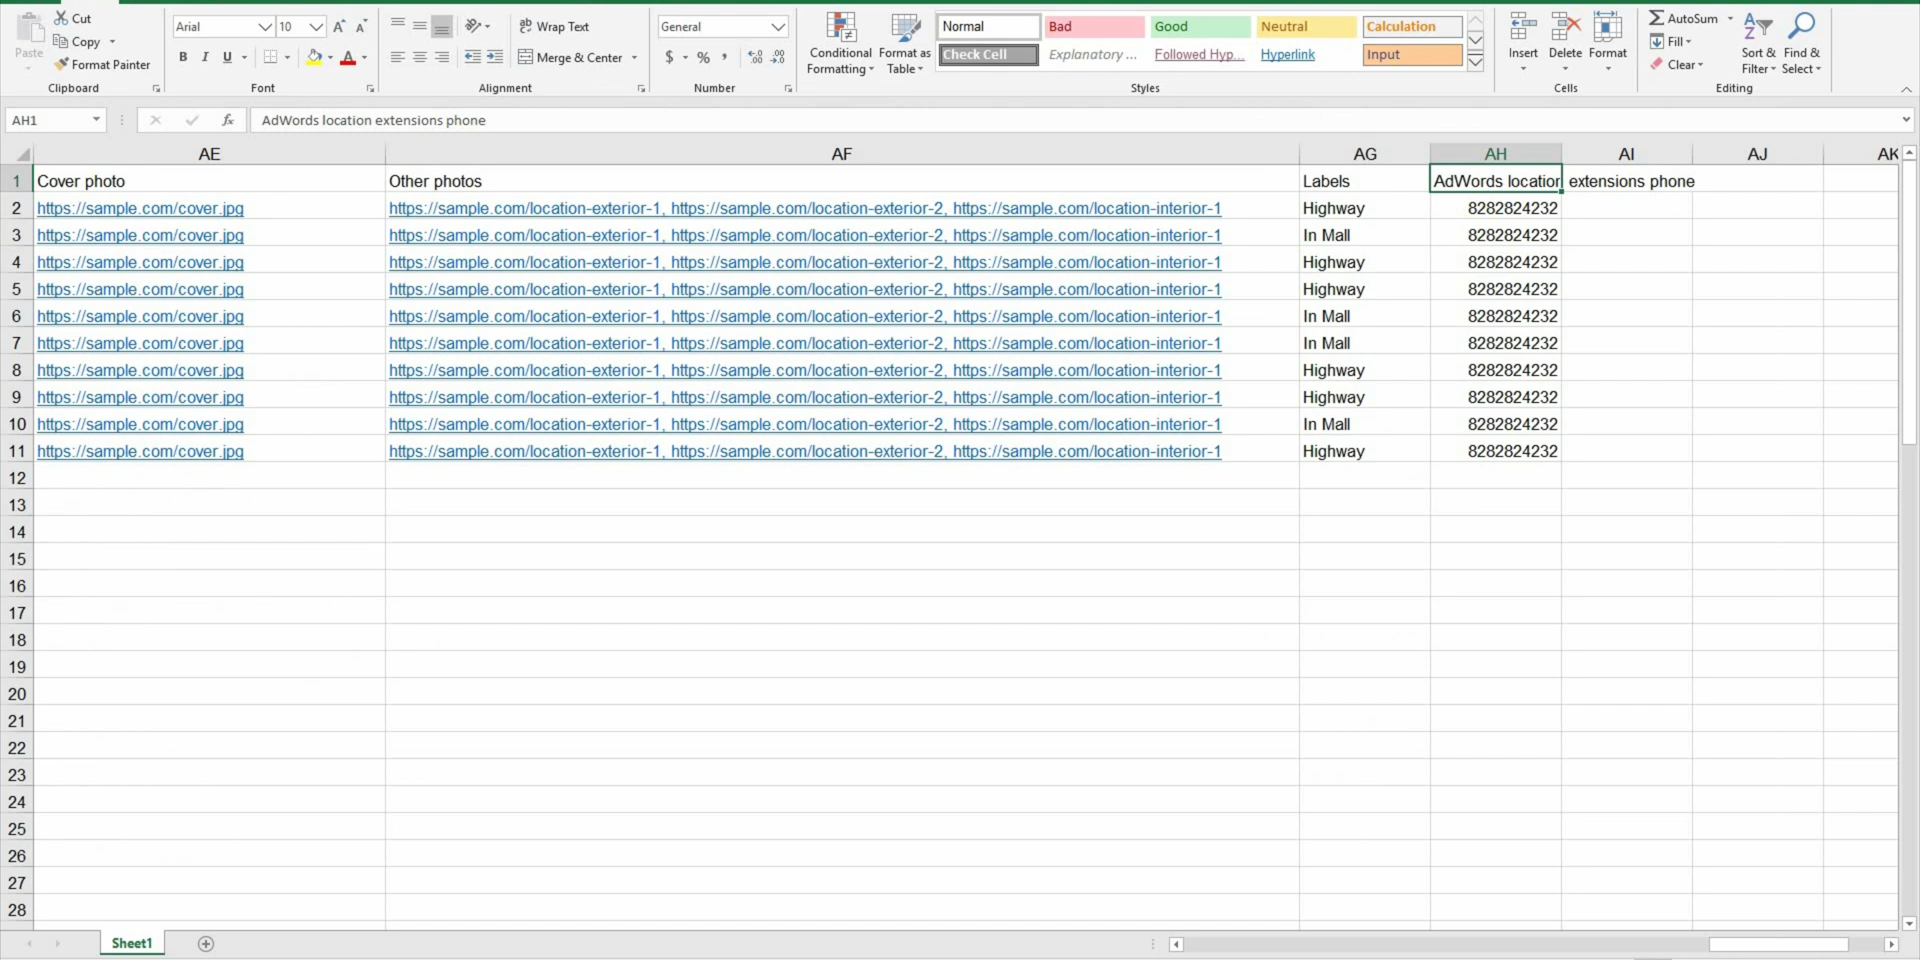 Cut
Copy
Format Painter
Paste
Clipboard
Arial 10
B I U A
Font
Wrap Text
Merge & Center
Alignment
General
$ % ,
Number
Conditional Formatting
Format as Table
Normal Bad Good Neutral Calculation
Check Cell Explanatory ... Followed Hyp... Hyperlink Input
Styles
Insert Delete Format
Cells
AutoSum
Fill
Clear
Sort & Filter
Find & Select
Editing
AH1 fx AdWords location extensions phone
AE AF AG AH AI AJ AK
1 Cover photo Other photos Labels AdWords location extensions phone
2 https://sample.com/cover.jpg https://sample.com/location-exterior-1, https://sample.com/location-exterior-2, https://sample.com/location-interior-1 Highway 8282824232
3 https://sample.com/cover.jpg https://sample.com/location-exterior-1, https://sample.com/location-exterior-2, https://sample.com/location-interior-1 In Mall 8282824232
4 https://sample.com/cover.jpg https://sample.com/location-exterior-1, https://sample.com/location-exterior-2, https://sample.com/location-interior-1 Highway 8282824232
5 https://sample.com/cover.jpg https://sample.com/location-exterior-1, https://sample.com/location-exterior-2, https://sample.com/location-interior-1 Highway 8282824232
6 https://sample.com/cover.jpg https://sample.com/location-exterior-1, https://sample.com/location-exterior-2, https://sample.com/location-interior-1 In Mall 8282824232
7 https://sample.com/cover.jpg https://sample.com/location-exterior-1, https://sample.com/location-exterior-2, https://sample.com/location-interior-1 In Mall 8282824232
8 https://sample.com/cover.jpg https://sample.com/location-exterior-1, https://sample.com/location-exterior-2, https://sample.com/location-interior-1 Highway 8282824232
9 https://sample.com/cover.jpg https://sample.com/location-exterior-1, https://sample.com/location-exterior-2, https://sample.com/location-interior-1 Highway 8282824232
10 https://sample.com/cover.jpg https://sample.com/location-exterior-1, https://sample.com/location-exterior-2, https://sample.com/location-interior-1 In Mall 8282824232
11 https://sample.com/cover.jpg https://sample.com/location-exterior-1, https://sample.com/location-exterior-2, https://sample.com/location-interior-1 Highway 8282824232
12
13
14
15
16
17
18
19
20
21
22
23
24
25
26
27
28
Sheet1